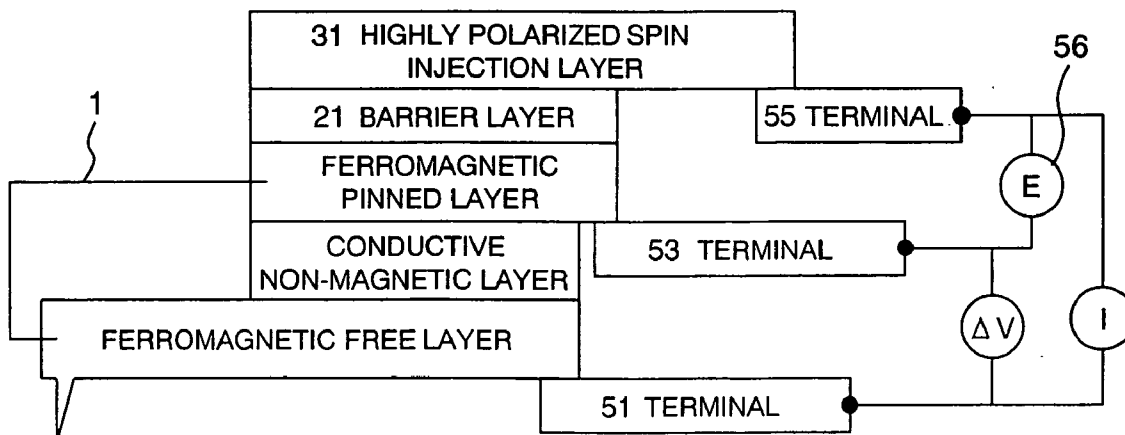 31 HIGHLY POLARIZED SPIN
INJECTION LAYER
56
1
21 BARRIER LAYER
55 TERMINAL
FERROMAGNETIC
PINNED LAYER
E
53 TERMINAL
CONDUCTIVE
NON-MAGNETIC LAYER
ΔV
I
FERROMAGNETIC FREE LAYER
51 TERMINAL